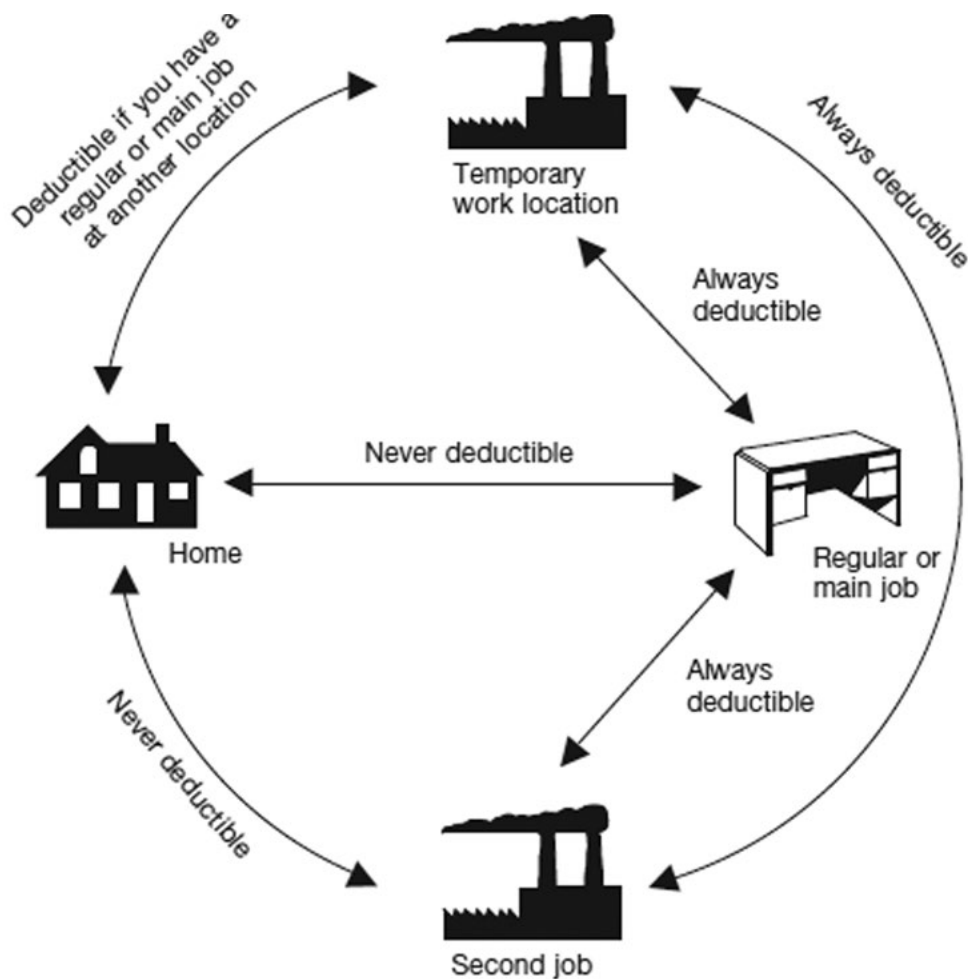 Deductible if you have a
regular or main job
at another location
Temporary
work location
Always deductible
Always
deductible
Never deductible
Home
Regular or
main job
Always
deductible
Never deductible
Second job